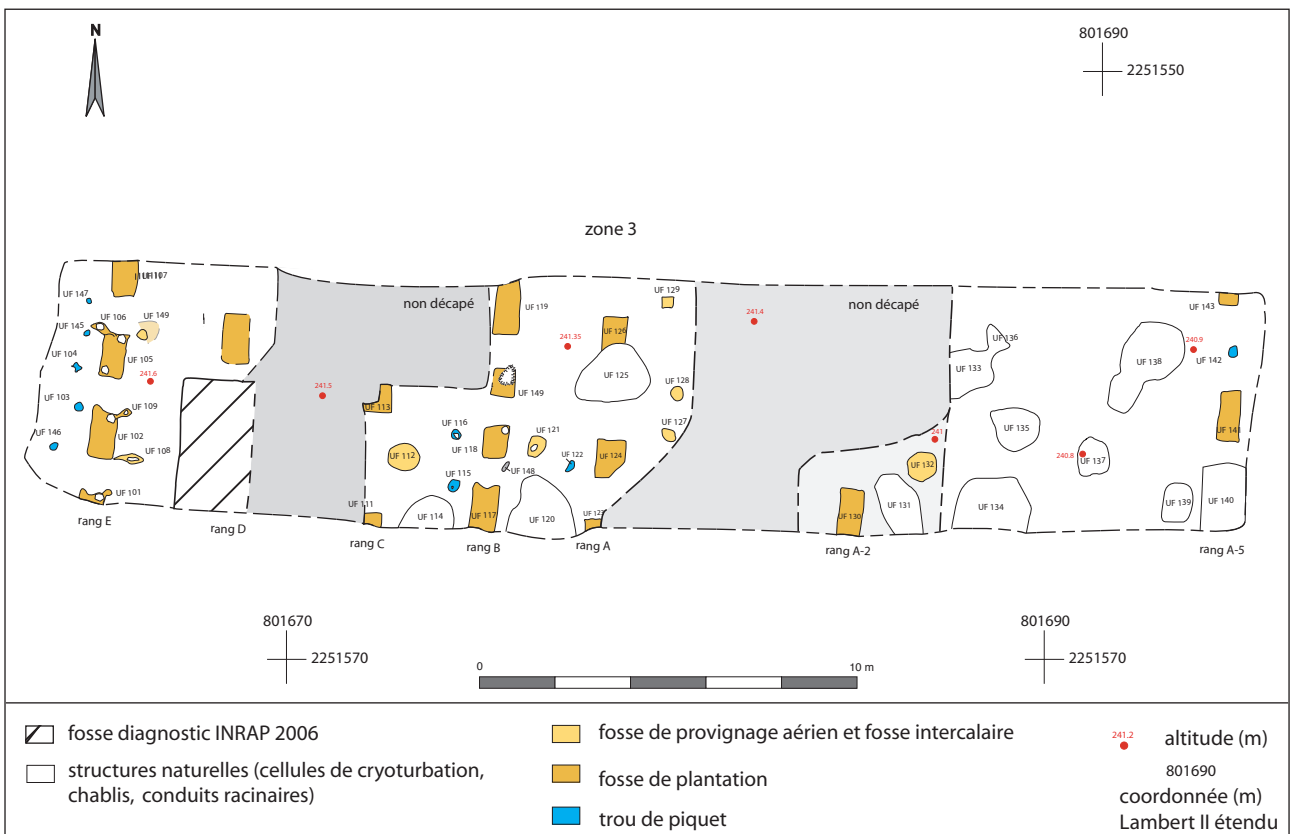 N
801690
2251550
zone 3
non décapé
non décapé
UF 147
UF 107
UF 106
UF 149
UF 145
UF 104
UF 105
241.6
UF 103
UF 109
UF 146
UF 102
UF 108
UF 101
rang E
rang D
241.5
UF 113
UF 112
UF 111
UF 114
rang C
UF 116
UF 115
UF 118
UF 117
rang B
UF 119
UF 149
UF 121
UF 148
UF 122
UF 120
241.35
UF 126
UF 125
UF 124
rang A
UF 129
UF 128
UF 127
241.4
241
UF 132
UF 130
UF 131
rang A-2
UF 136
UF 133
UF 135
UF 134
UF 138
240.8
UF 137
UF 139
UF 140
240.9
UF 143
UF 142
UF 141
rang A-5
801670
2251570
801690
2251570
0
10 m
fosse diagnostic INRAP 2006
structures naturelles (cellules de cryoturbation,
chablis, conduits racinaires)
fosse de provignage aérien et fosse intercalaire
fosse de plantation
trou de piquet
241.2
altitude (m)
801690
coordonnée (m)
Lambert II étendu